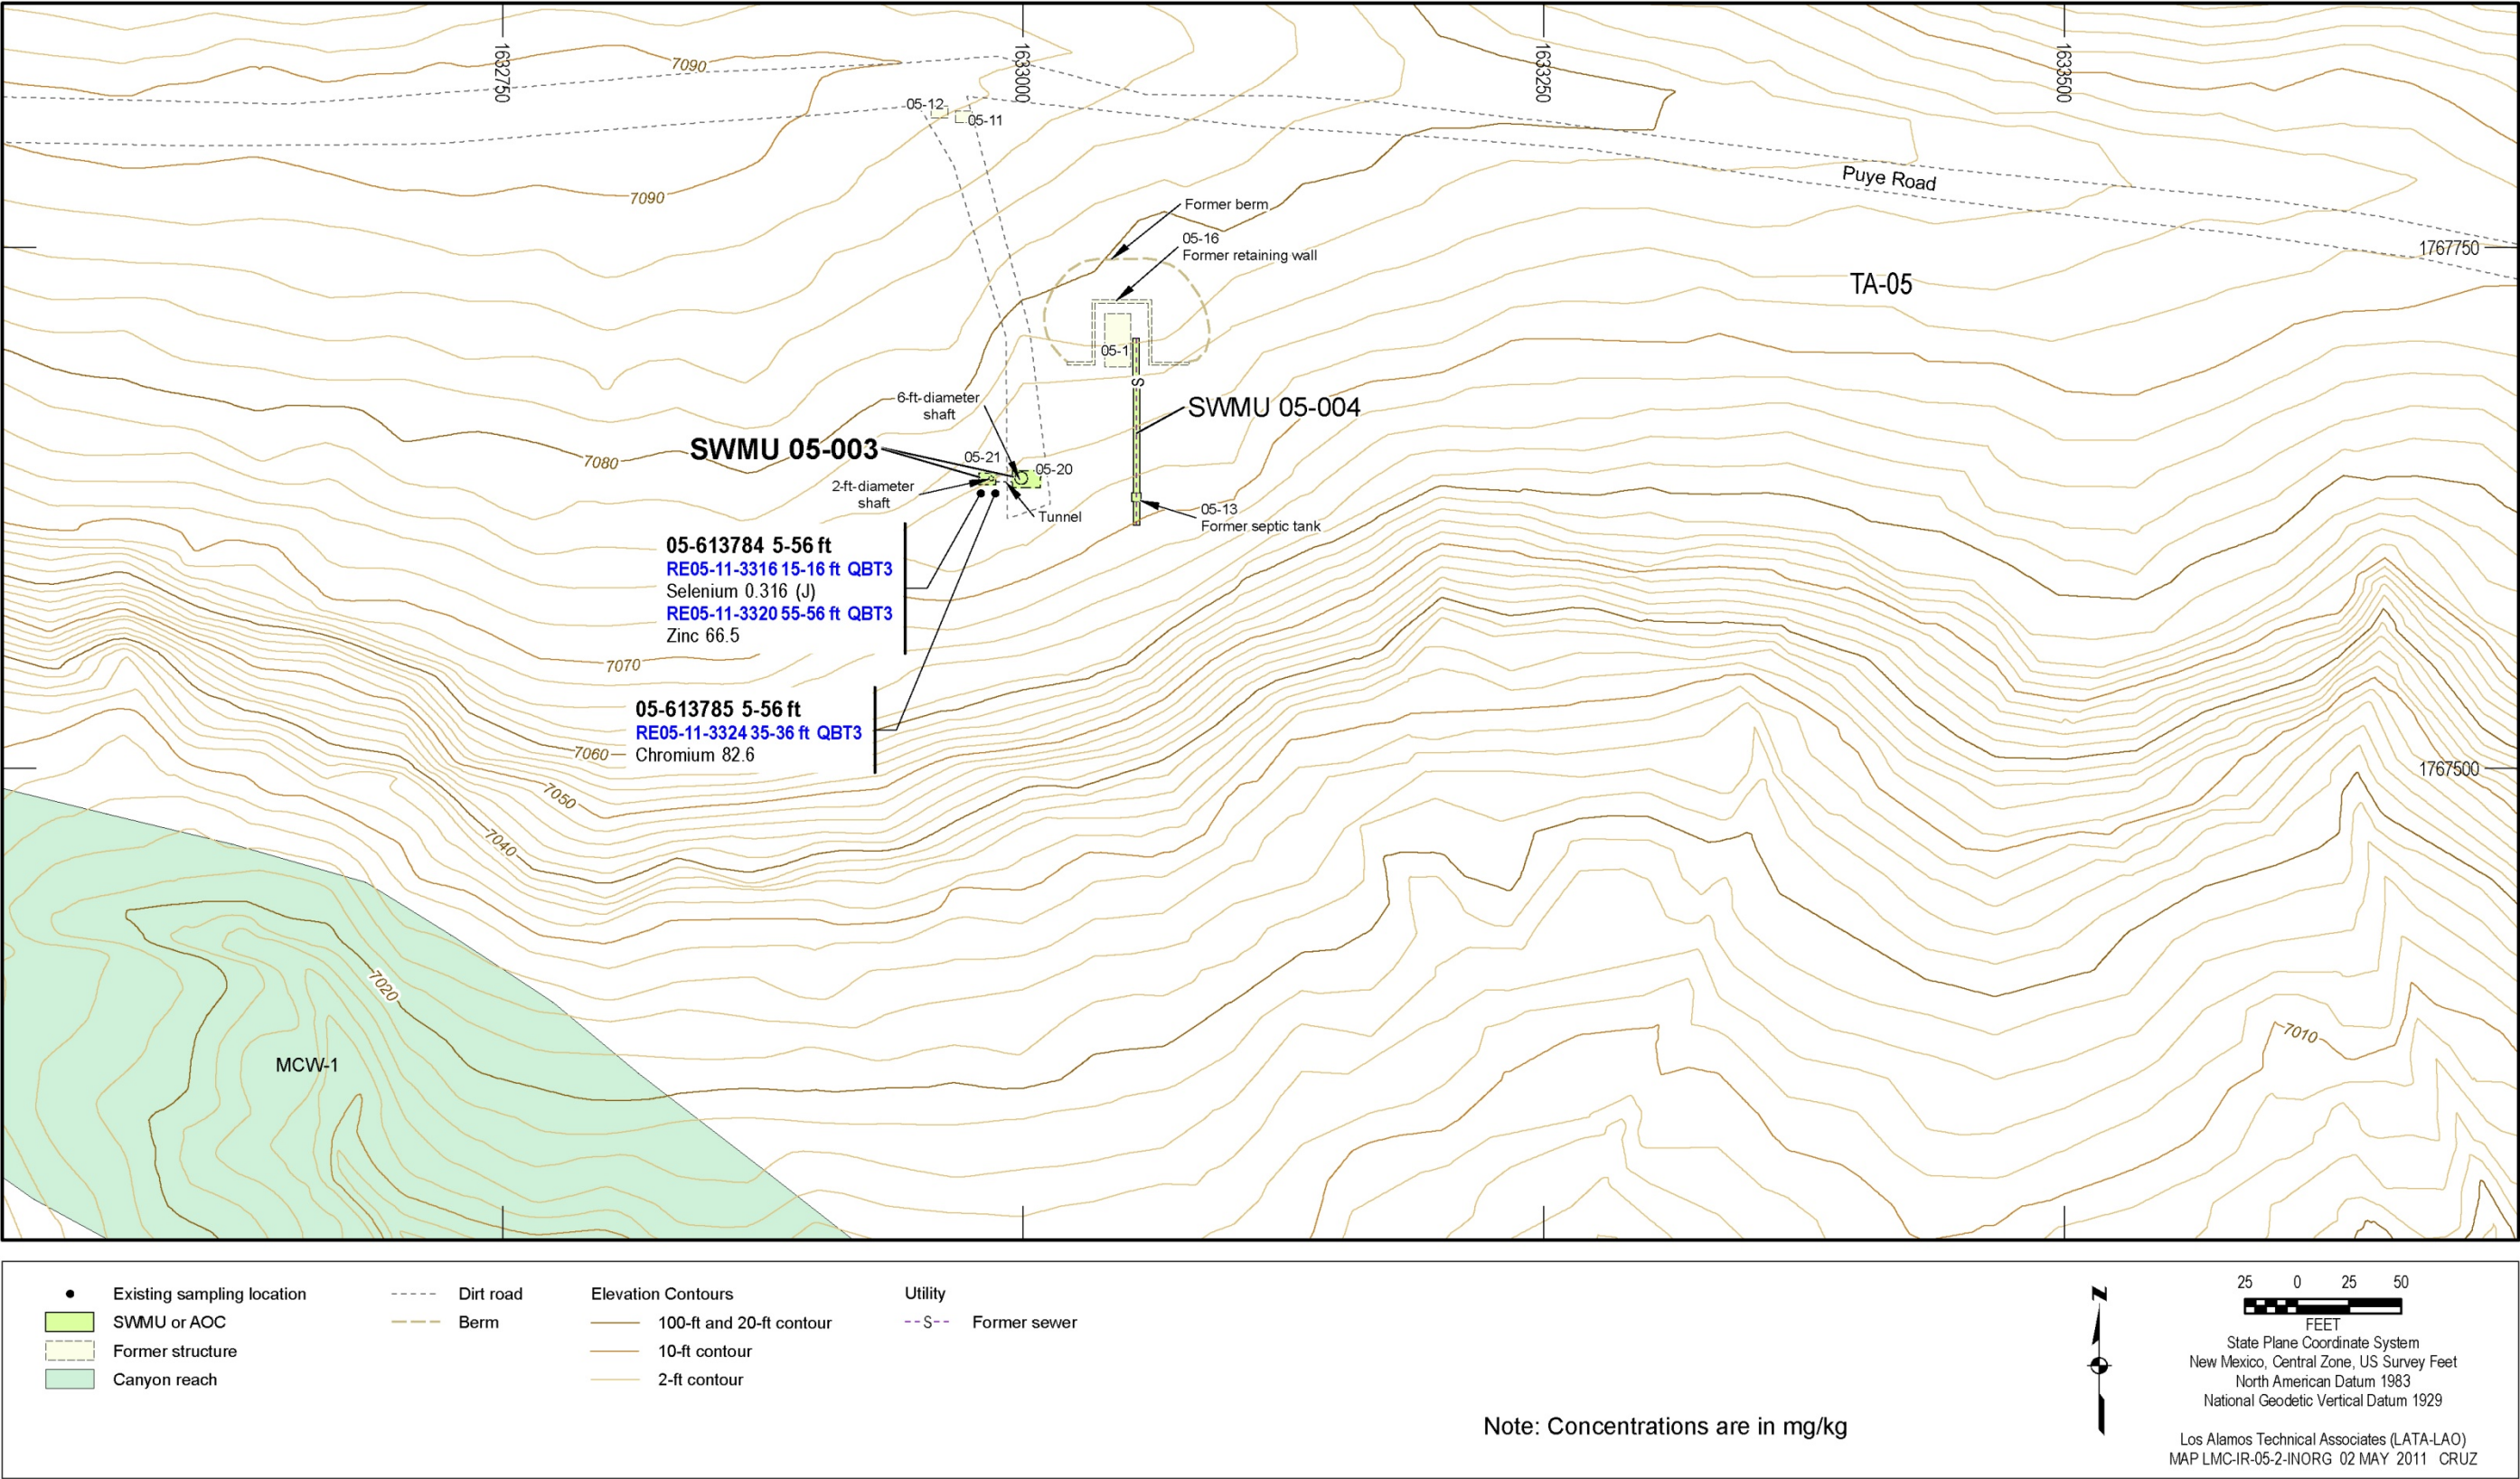 1632750
1633000
1633250
1633500
7090
05-12
05-11
7090
Puye Road
Former berm
05-16
Former retaining wall
1767750
TA-05
05-1
S
6-ft-diameter
shaft
SWMU 05-004
SWMU 05-003
7080
05-21
05-20
2-ft-diameter
shaft
Tunnel
05-13
Former septic tank
05-613784 5-56 ft
RE05-11-3316 15-16 ft QBT3
Selenium 0.316 (J)
RE05-11-3320 55-56 ft QBT3
Zinc 66.5
7070
05-613785 5-56 ft
RE05-11-3324 35-36 ft QBT3
Chromium 82.6
7060
1767500
7050
7040
7020
7010
MCW-1
Existing sampling location
SWMU or AOC
Former structure
Canyon reach
Dirt road
Berm
Elevation Contours
100-ft and 20-ft contour
10-ft contour
2-ft contour
Utility
S
Former sewer
Note: Concentrations are in mg/kg
N
25 0 25 50
FEET
State Plane Coordinate System
New Mexico, Central Zone, US Survey Feet
North American Datum 1983
National Geodetic Vertical Datum 1929
Los Alamos Technical Associates (LATA-LAO)
MAP LMC-IR-05-2-INORG 02 MAY 2011 CRUZ